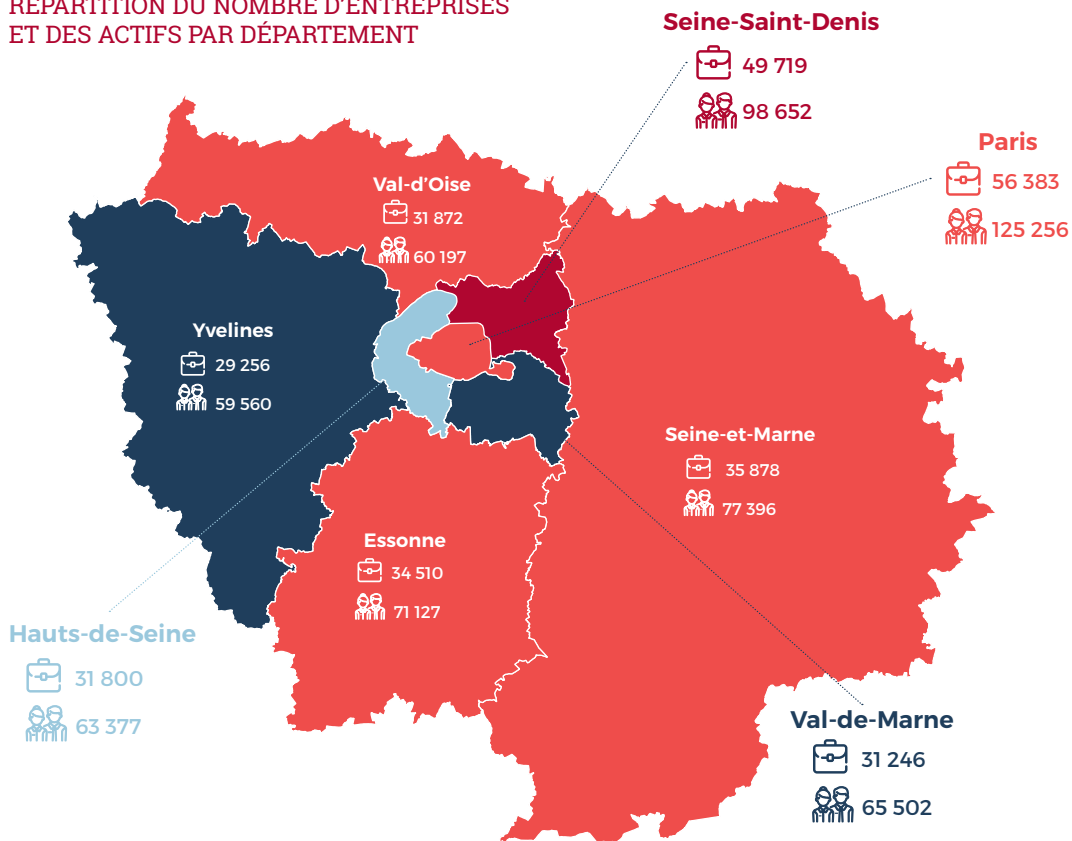 RÉPARTITION DU NOMBRE D'ENTREPRISES
ET DES ACTIFS PAR DÉPARTEMENT
Seine-Saint-Denis
49 719
98 652
Paris
56 383
125 256
Val-d'Oise
31 872
60 197
Yvelines
29 256
59 560
Seine-et-Marne
35 878
77 396
Essonne
34 510
71 127
Hauts-de-Seine
31 800
63 377
Val-de-Marne
31 246
65 502